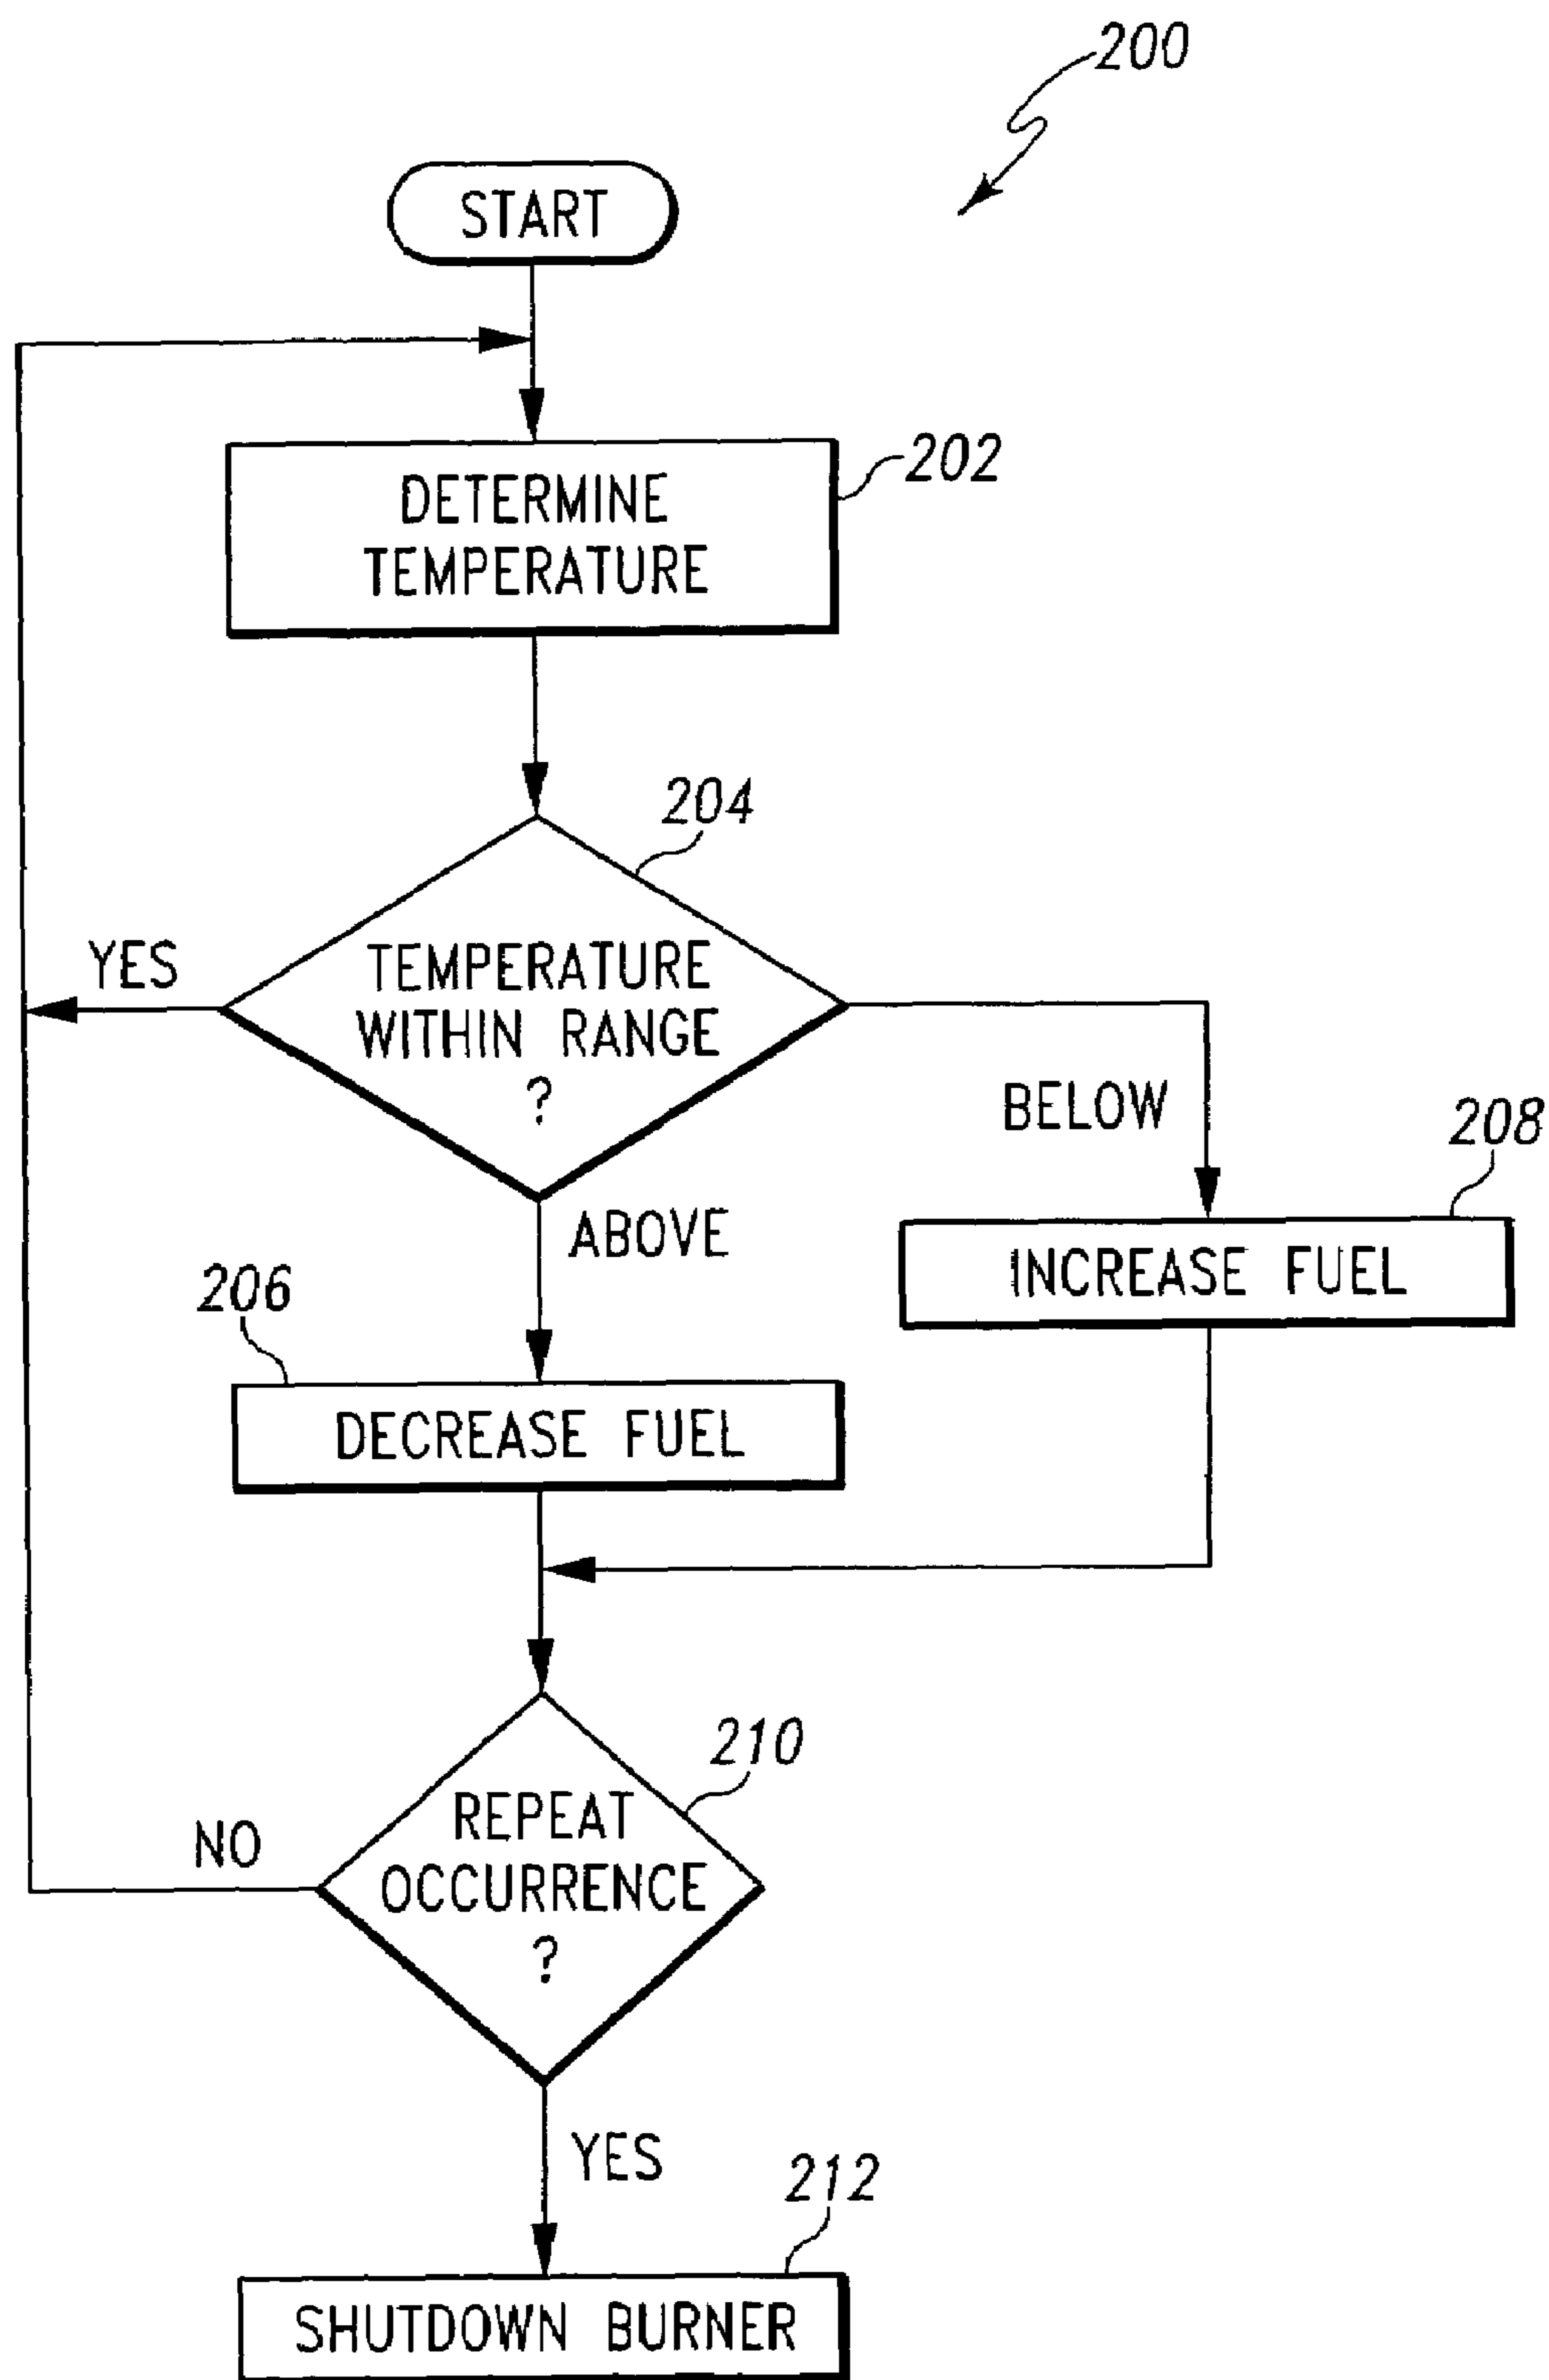 200
START
DETERMINE
TEMPERATURE
202
204
YES
TEMPERATURE
WITHIN RANGE
?
BELOW
208
ABOVE
INCREASE FUEL
206
DECREASE FUEL
210
REPEAT
OCCURRENCE
?
NO
YES
212
SHUTDOWN BURNER